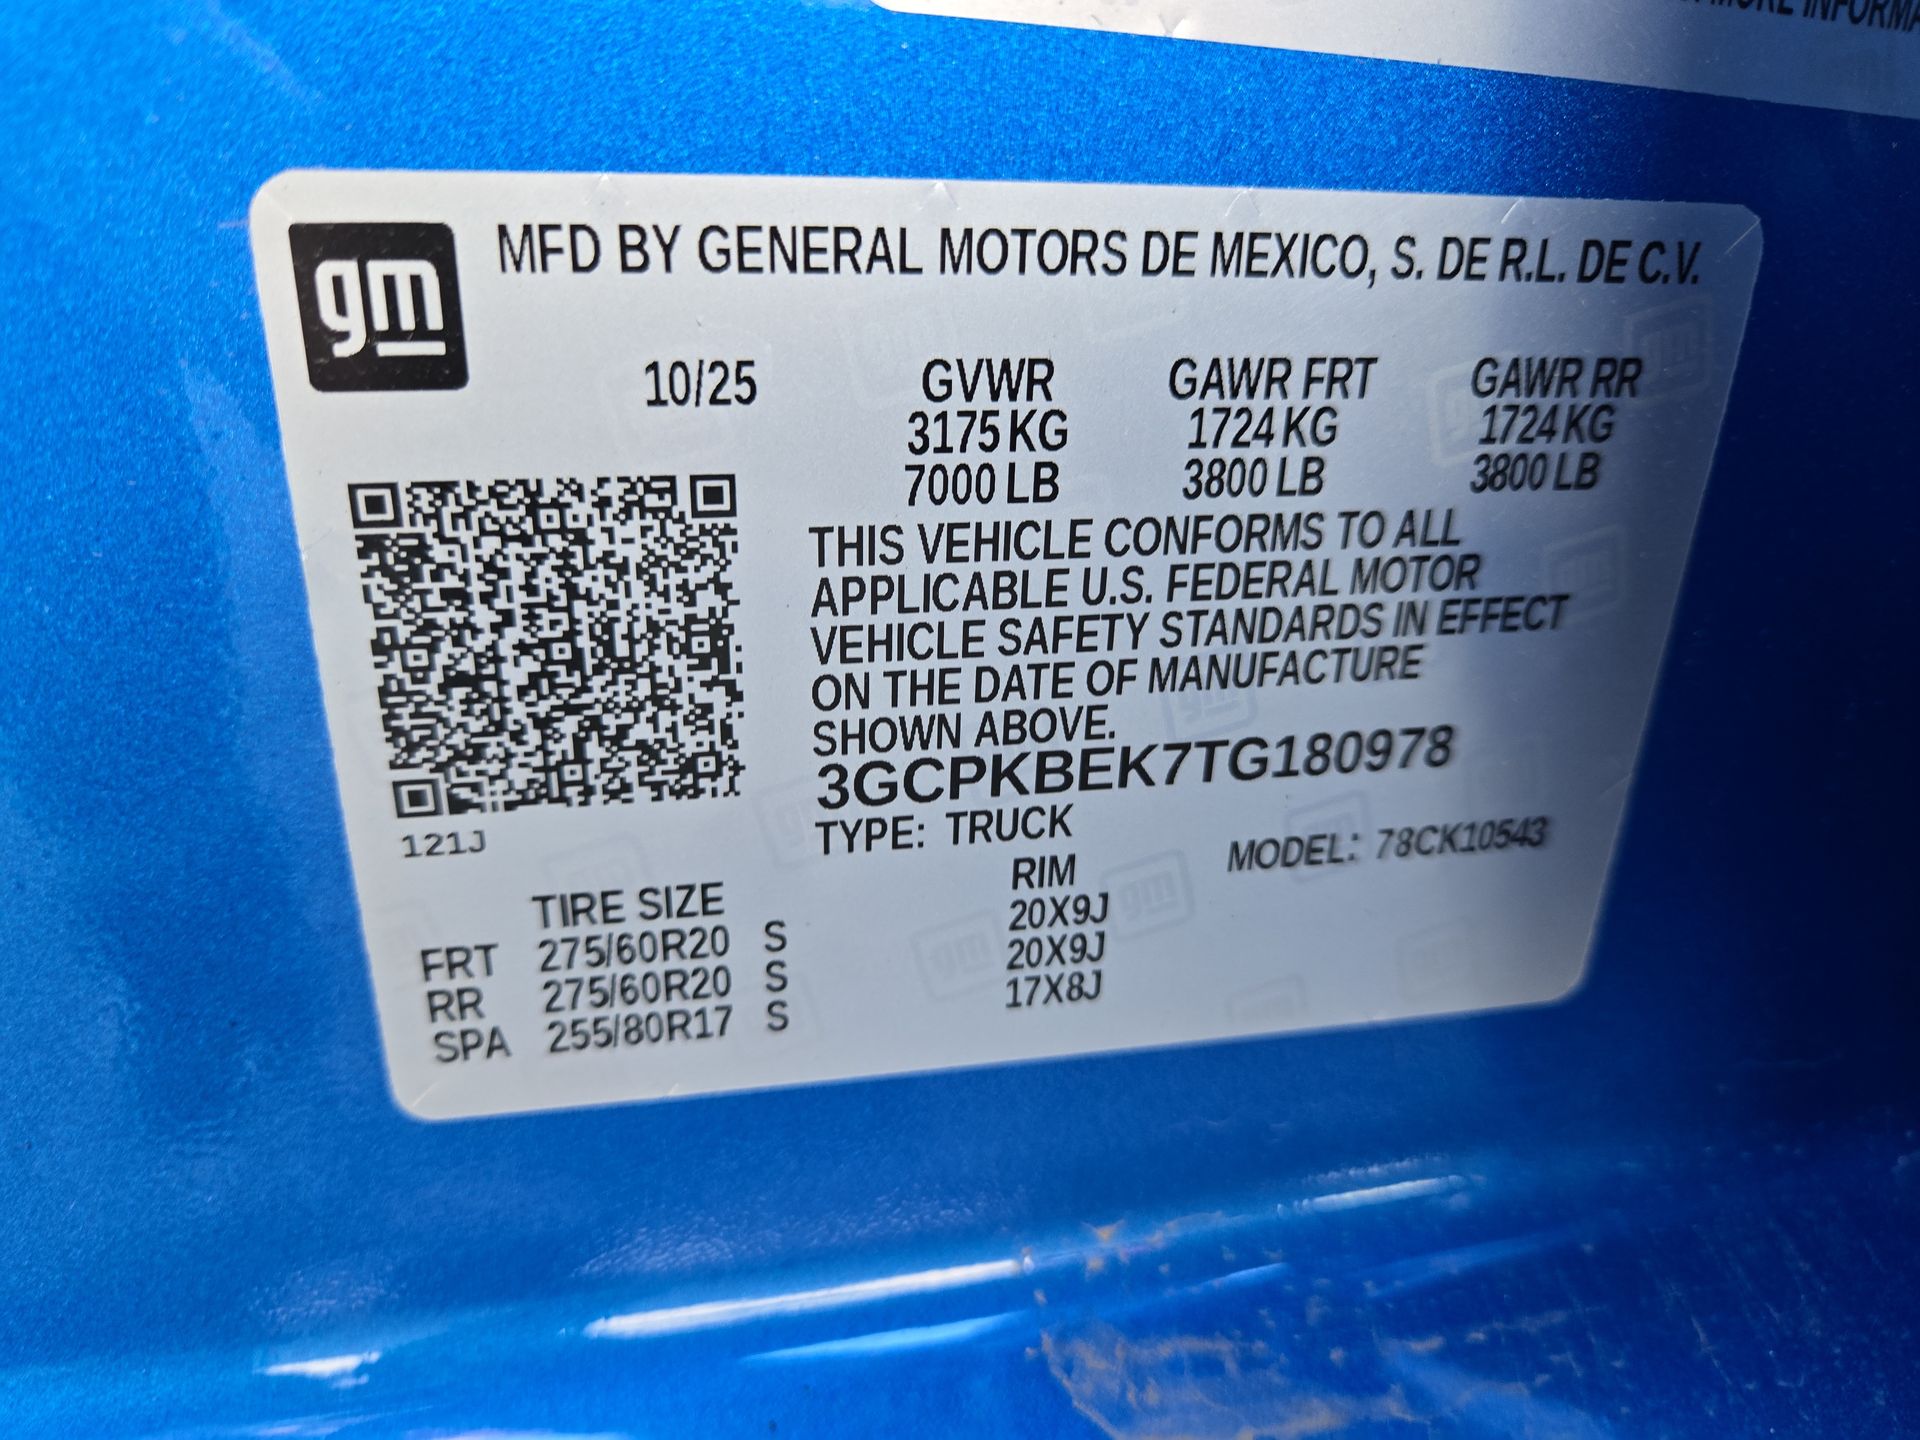 MORE INFORMA
gm
MFD BY GENERAL MOTORS DE MEXICO, S. DE R.L. DE C.V.
10/25 GVWR GAWR FRT GAWR RR
3175 KG 1724 KG 1724 KG
7000 LB 3800 LB 3800 LB
THIS VEHICLE CONFORMS TO ALL
APPLICABLE U.S. FEDERAL MOTOR
VEHICLE SAFETY STANDARDS IN EFFECT
ON THE DATE OF MANUFACTURE
SHOWN ABOVE.
3GCPKBEK7TG180978
TYPE: TRUCK MODEL: 78CK10543
121J
TIRE SIZE RIM
FRT 275/60R20 S 20X9J
RR 275/60R20 S 20X9J
SPA 255/80R17 S 17X8J